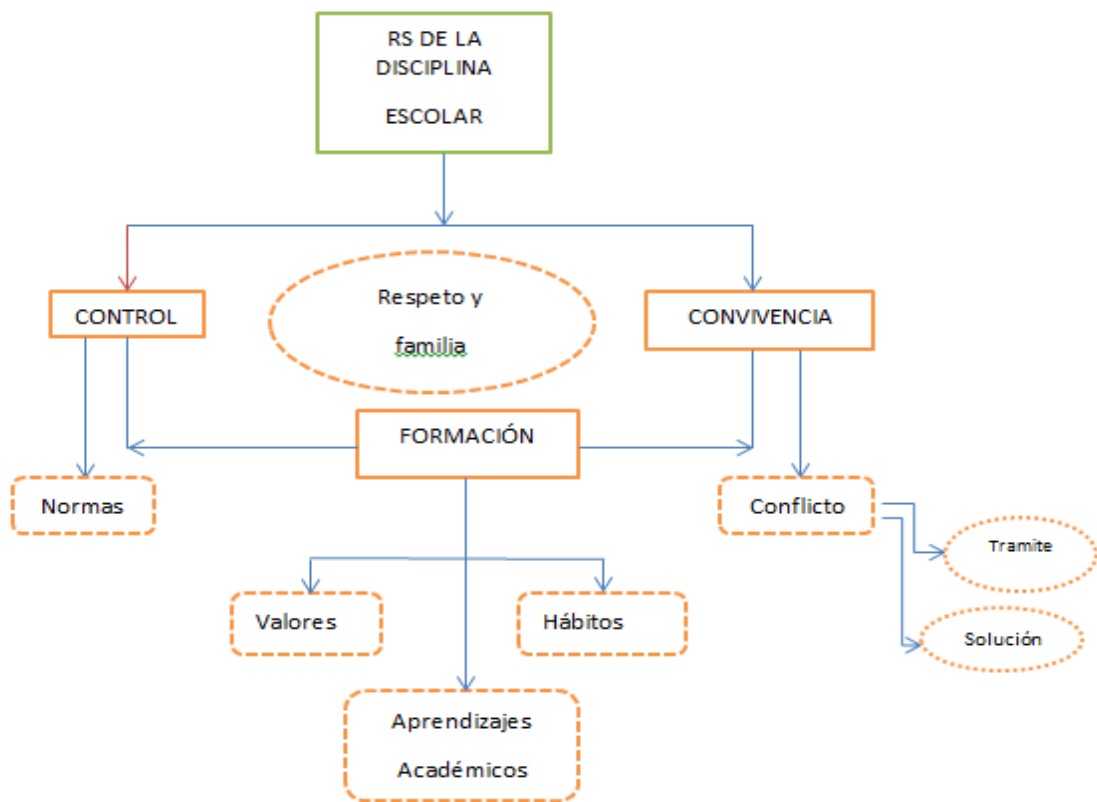 RS DE LA
DISCIPLINA
ESCOLAR
CONTROL
Respeto y
familia
CONVIVENCIA
FORMACIÓN
Normas
Conflicto
Tramite
Valores
Hábitos
Solución
Aprendizajes
Académicos